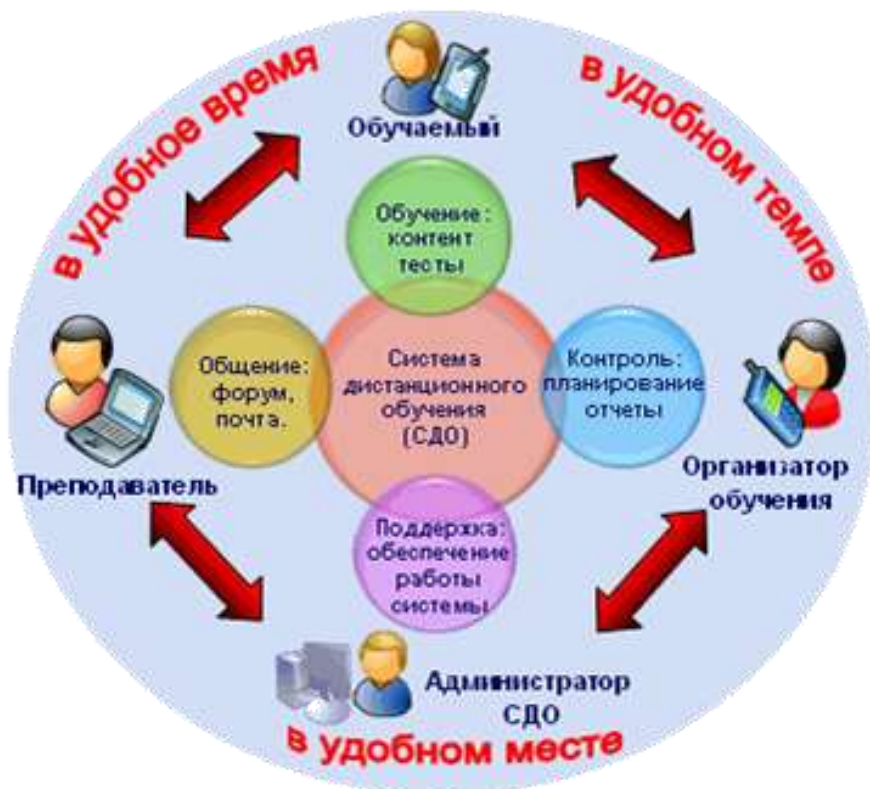 в удобное время
в удобном темпе
Обучаемый
Обучение:
контент
тесты
Общение:
форум,
почта.
Система
дистанционного
обучения
(СДО)
Контроль:
планирование
отчеты
Преподаватель
Организатор
обучения
Поддержка:
обеспечение
работы
системы
Администратор
СДО
в удобном месте